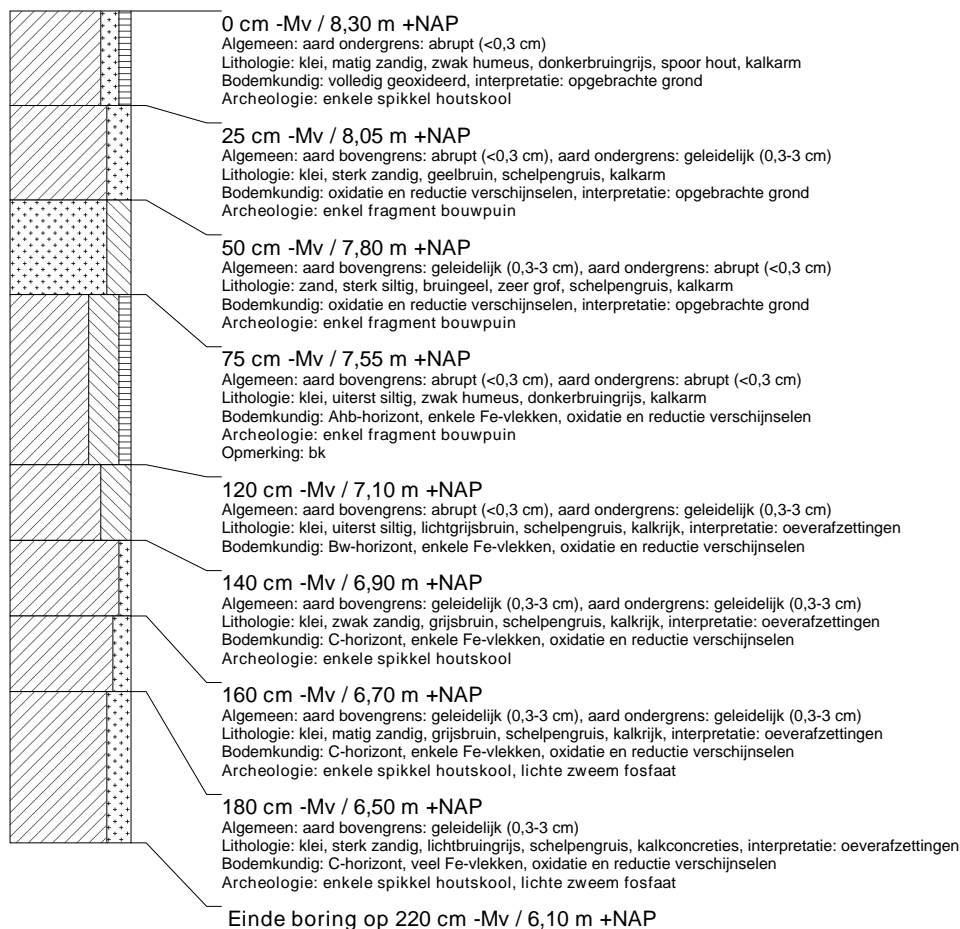 0 cm -Mv / 8,30 m +NAP
Algemeen: aard ondergrens: abrupt (<0,3 cm)
Lithologie: klei, matig zandig, zwak humeus, donkerbruingrijs, spoor hout, kalkarm
Bodemkundig: volledig geoxideerd, interpretatie: opgebrachte grond
Archeologie: enkele spikkel houtskool
25 cm -Mv / 8,05 m +NAP
Algemeen: aard bovengrens: abrupt (<0,3 cm), aard ondergrens: geleidelijk (0,3-3 cm)
Lithologie: klei, sterk zandig, geelbruin, schelpengruis, kalkarm
Bodemkundig: oxidatie en reductie verschijnselen, interpretatie: opgebrachte grond
Archeologie: enkel fragment bouwpuin
50 cm -Mv / 7,80 m +NAP
Algemeen: aard bovengrens: geleidelijk (0,3-3 cm), aard ondergrens: abrupt (<0,3 cm)
Lithologie: zand, sterk siltig, bruingeel, zeer grof, schelpengruis, kalkarm
Bodemkundig: oxidatie en reductie verschijnselen, interpretatie: opgebrachte grond
Archeologie: enkel fragment bouwpuin
75 cm -Mv / 7,55 m +NAP
Algemeen: aard bovengrens: abrupt (<0,3 cm), aard ondergrens: abrupt (<0,3 cm)
Lithologie: klei, uiterst siltig, zwak humeus, donkerbruingrijs, kalkarm
Bodemkundig: Ahb-horizont, enkele Fe-vlekken, oxidatie en reductie verschijnselen
Archeologie: enkel fragment bouwpuin
Opmerking: bk
120 cm -Mv / 7,10 m +NAP
Algemeen: aard bovengrens: abrupt (<0,3 cm), aard ondergrens: geleidelijk (0,3-3 cm)
Lithologie: klei, uiterst siltig, lichtgrijsbruin, schelpengruis, kalkrijk, interpretatie: oeverafzettingen
Bodemkundig: Bw-horizont, enkele Fe-vlekken, oxidatie en reductie verschijnselen
140 cm -Mv / 6,90 m +NAP
Algemeen: aard bovengrens: geleidelijk (0,3-3 cm), aard ondergrens: geleidelijk (0,3-3 cm)
Lithologie: klei, zwak zandig, grijsbruin, schelpengruis, kalkrijk, interpretatie: oeverafzettingen
Bodemkundig: C-horizont, enkele Fe-vlekken, oxidatie en reductie verschijnselen
Archeologie: enkele spikkel houtskool
160 cm -Mv / 6,70 m +NAP
Algemeen: aard bovengrens: geleidelijk (0,3-3 cm), aard ondergrens: geleidelijk (0,3-3 cm)
Lithologie: klei, matig zandig, grijsbruin, schelpengruis, kalkrijk, interpretatie: oeverafzettingen
Bodemkundig: C-horizont, enkele Fe-vlekken, oxidatie en reductie verschijnselen
Archeologie: enkele spikkel houtskool, lichte zweem fosfaat
180 cm -Mv / 6,50 m +NAP
Algemeen: aard bovengrens: geleidelijk (0,3-3 cm)
Lithologie: klei, sterk zandig, lichtbruingrijs, schelpengruis, kalkconcreties, interpretatie: oeverafzettingen
Bodemkundig: C-horizont, veel Fe-vlekken, oxidatie en reductie verschijnselen
Archeologie: enkele spikkel houtskool, lichte zweem fosfaat
Einde boring op 220 cm -Mv / 6,10 m +NAP